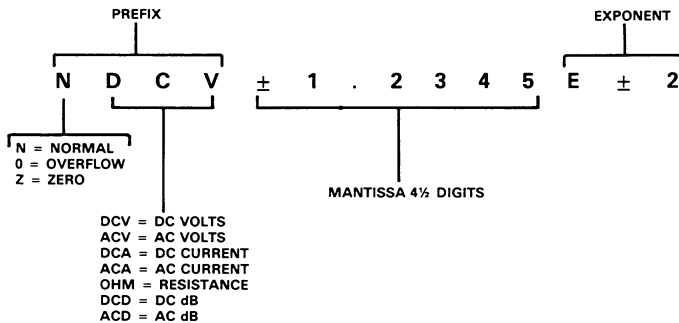 PREFIX
EXPONENT
N D C V ± 1 . 2 3 4 5 E ± 2
N = NORMAL
0 = OVERFLOW
Z = ZERO
MANTISSA 4½ DIGITS
DCV = DC VOLTS
ACV = AC VOLTS
DCA = DC CURRENT
ACA = AC CURRENT
OHM = RESISTANCE
DCD = DC dB
ACD = AC dB